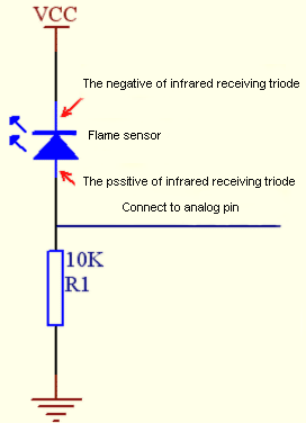 VCC
The negative of infrared receiving triode
Flame sensor
The pssitive of infrared receiving triode
Connect to analog pin
10K
R1